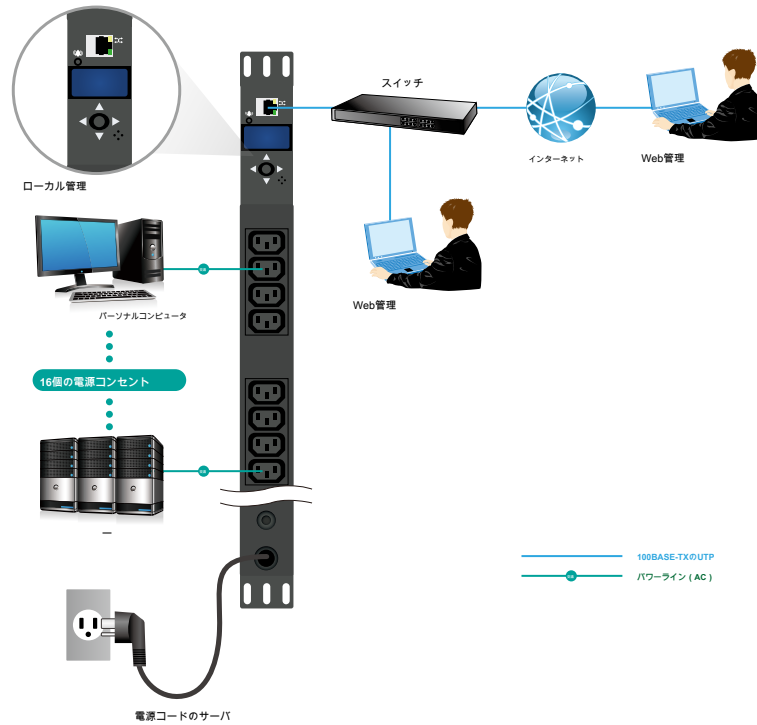 スイッチ
インターネット
Web管理
ローカル管理
Web管理
パーソナルコンピュータ
16個の電源コンセント
ー
100BASE-TXのUTP
パワーライン ( AC )
電源コードのサーバ